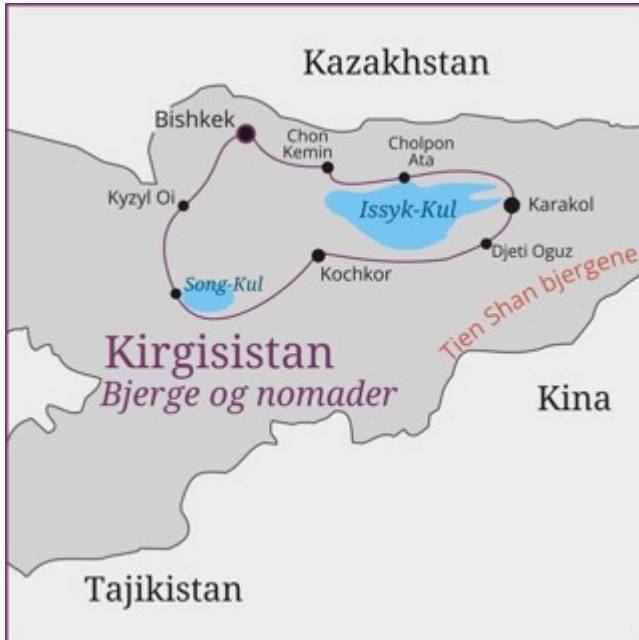 Kazakhstan
Bishkek
Chon
Kemin
Cholpon
Ata
Kyzyl Oi
Issyk-Kul
Karakol
Djeti Oguz
Kochkor
Song-Kul
Tien Shan bjergene
Kirgisistan
Bjerge og nomader
Kina
Tajikistan